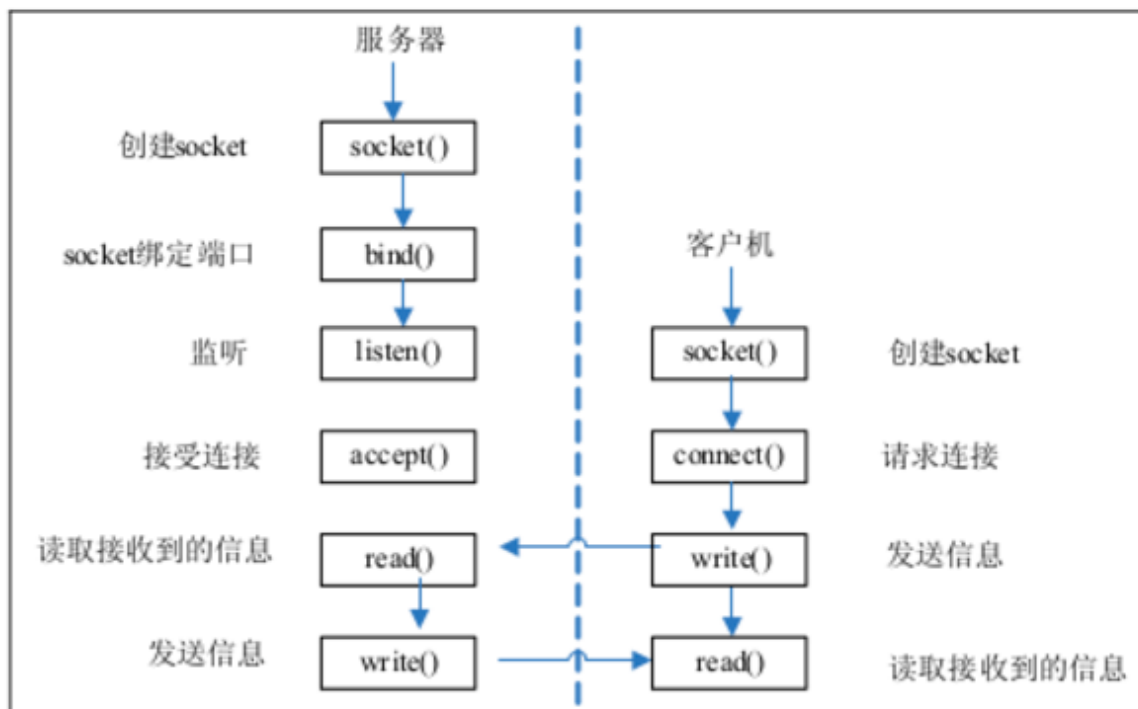 服务器
创建socket
socket()
socket绑定端口
bind()
客户机
监听
listen()
socket()
创建socket
接受连接
accept()
connect()
请求连接
读取接收到的信息
read()
write()
发送信息
发送信息
write()
read()
读取接收到的信息